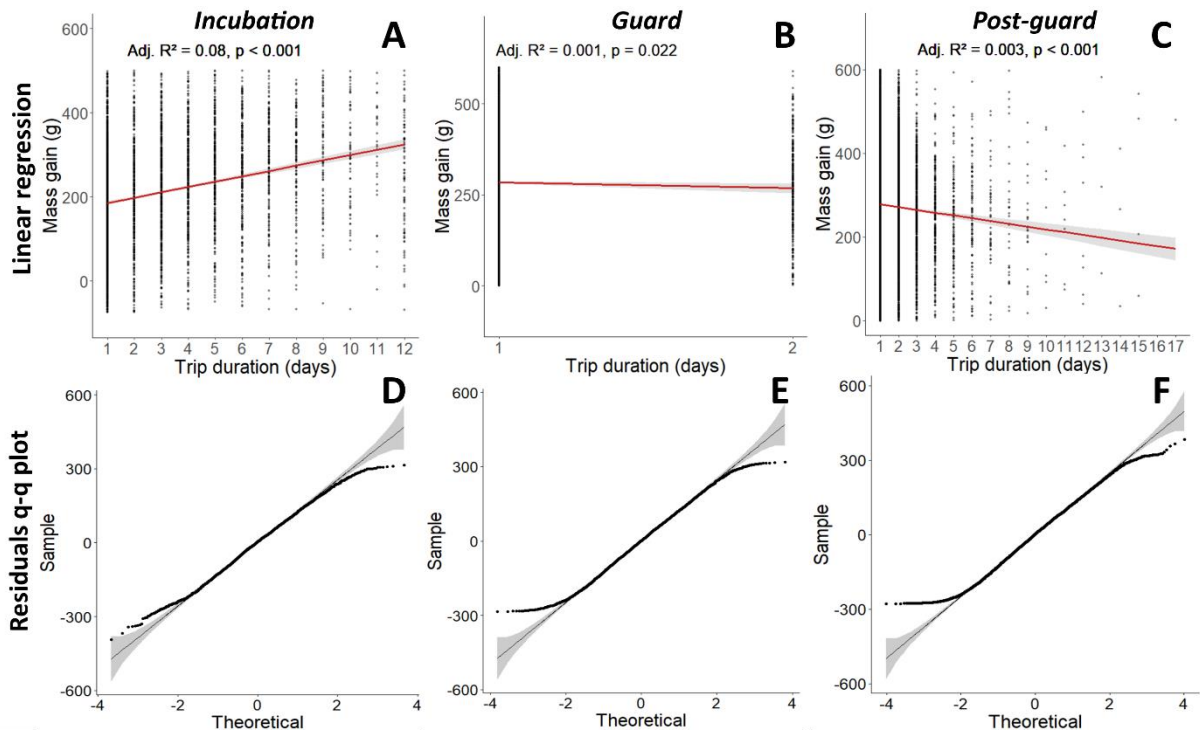 Incubation
Guard
Post-guard
A
B
C
Adj. R² = 0.08, p < 0.001
Adj. R² = 0.001, p = 0.022
Adj. R² = 0.003, p < 0.001
Linear regression
Mass gain (g)
600
400
200
0
1 2 3 4 5 6 7 8 9 10 11 12
Trip duration (days)
Mass gain (g)
500
250
0
1 2
Trip duration (days)
Mass gain (g)
600
400
200
0
1 2 3 4 5 6 7 8 9 10 11 12 13 14 15 16 17
Trip duration (days)
D
E
F
Residuals q-q plot
Sample
600
300
0
-300
-600
-4 -2 0 2 4
Theoretical
Sample
600
300
0
-300
-600
-4 -2 0 2 4
Theoretical
Sample
600
300
0
-300
-600
-4 -2 0 2 4
Theoretical